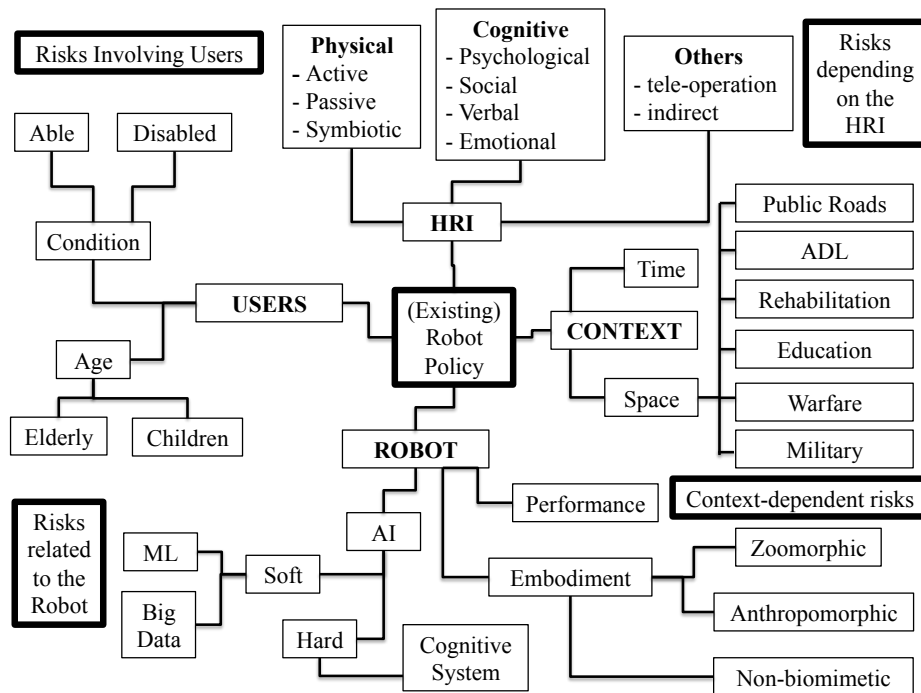 Risks Involving Users
Physical
- Active
- Passive
- Symbiotic
Cognitive
- Psychological
- Social
- Verbal
- Emotional
Others
- tele-operation
- indirect
Risks
depending
on the
HRI
Able
Disabled
Condition
HRI
Public Roads
ADL
Rehabilitation
Education
Warfare
Military
Time
USERS
(Existing)
Robot
Policy
CONTEXT
Age
Space
Elderly
Children
ROBOT
Performance
Context-dependent risks
Risks
related
to the
Robot
AI
ML
Soft
Big
Data
Hard
Cognitive
System
Embodiment
Zoomorphic
Anthropomorphic
Non-biomimetic